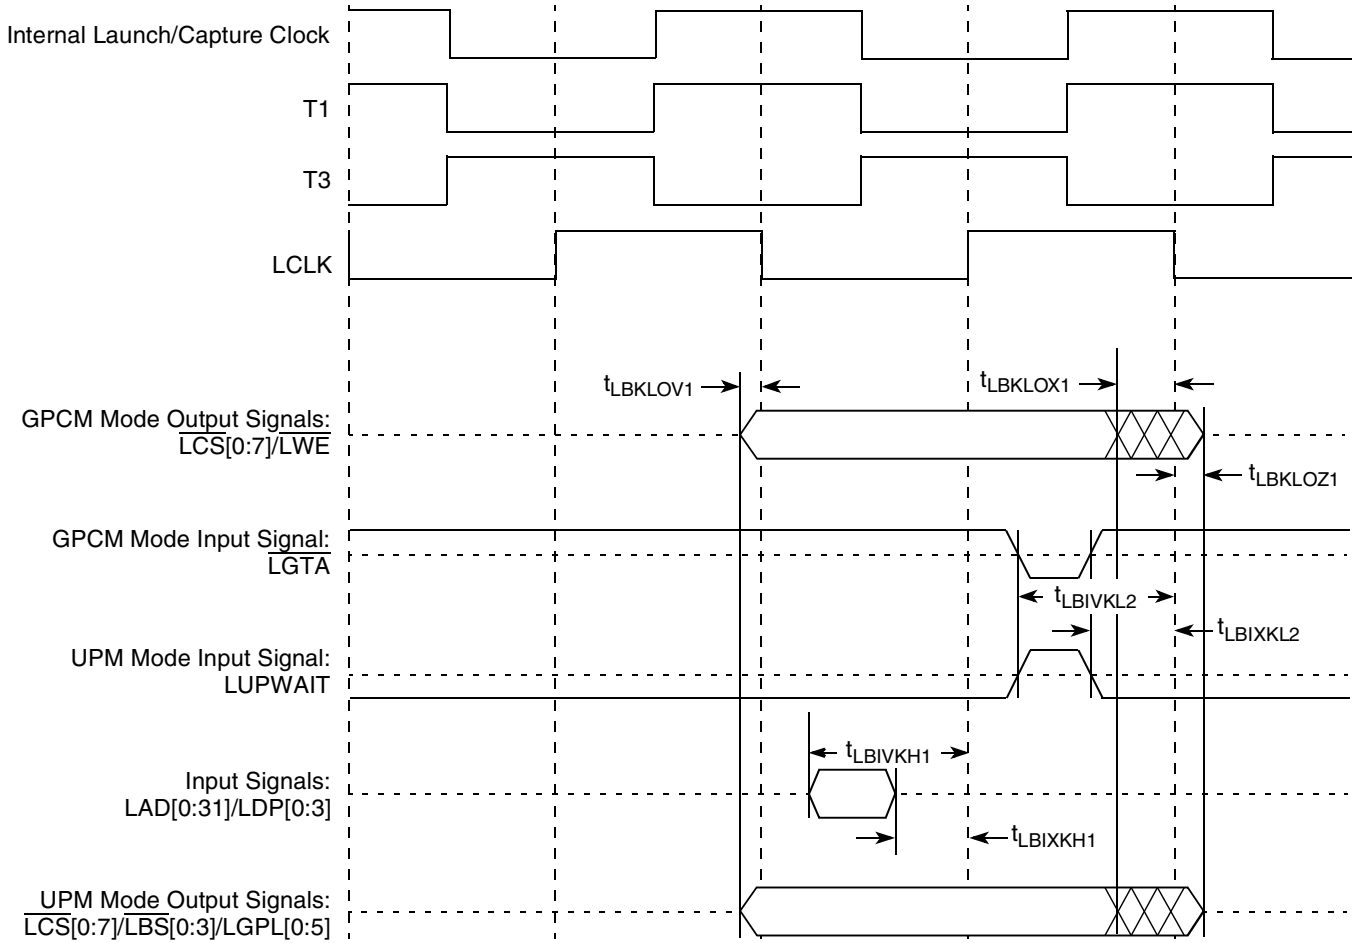 Internal Launch/Capture Clock
T1
T3
LCLK
tLBKLOV1
tLBKLOX1
GPCM Mode Output Signals:
LCS[0:7]/LWE
tLBKLOZ1
GPCM Mode Input Signal:
LGTA
tLBIVKL2
tLBIXKL2
UPM Mode Input Signal:
LUPWAIT
tLBIVKH1
Input Signals:
LAD[0:31]/LDP[0:3]
tLBIXKH1
UPM Mode Output Signals:
LCS[0:7]/LBS[0:3]/LGPL[0:5]